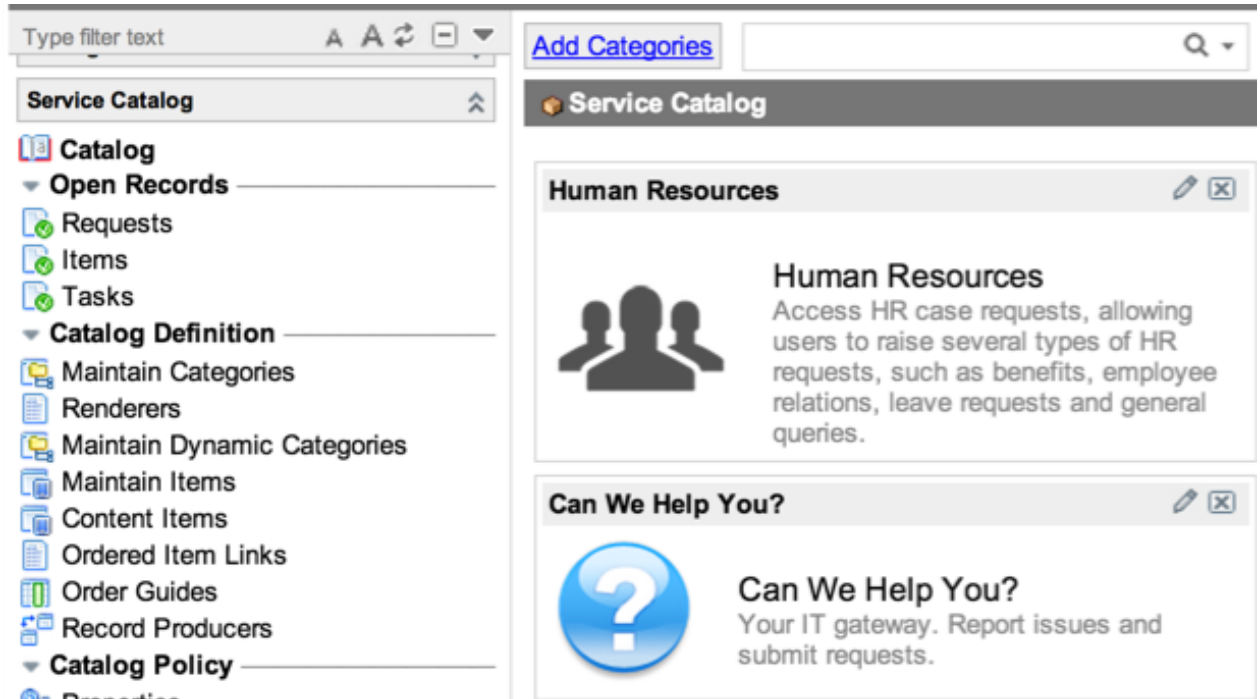 Type filter text
A A
Service Catalog
Catalog
Open Records
Requests
Items
Tasks
Catalog Definition
Maintain Categories
Renderers
Maintain Dynamic Categories
Maintain Items
Content Items
Ordered Item Links
Order Guides
Record Producers
Catalog Policy
Add Categories
Service Catalog
Human Resources
Human Resources
Access HR case requests, allowing
users to raise several types of HR
requests, such as benefits, employee
relations, leave requests and general
queries.
Can We Help You?
Can We Help You?
Your IT gateway. Report issues and
submit requests.